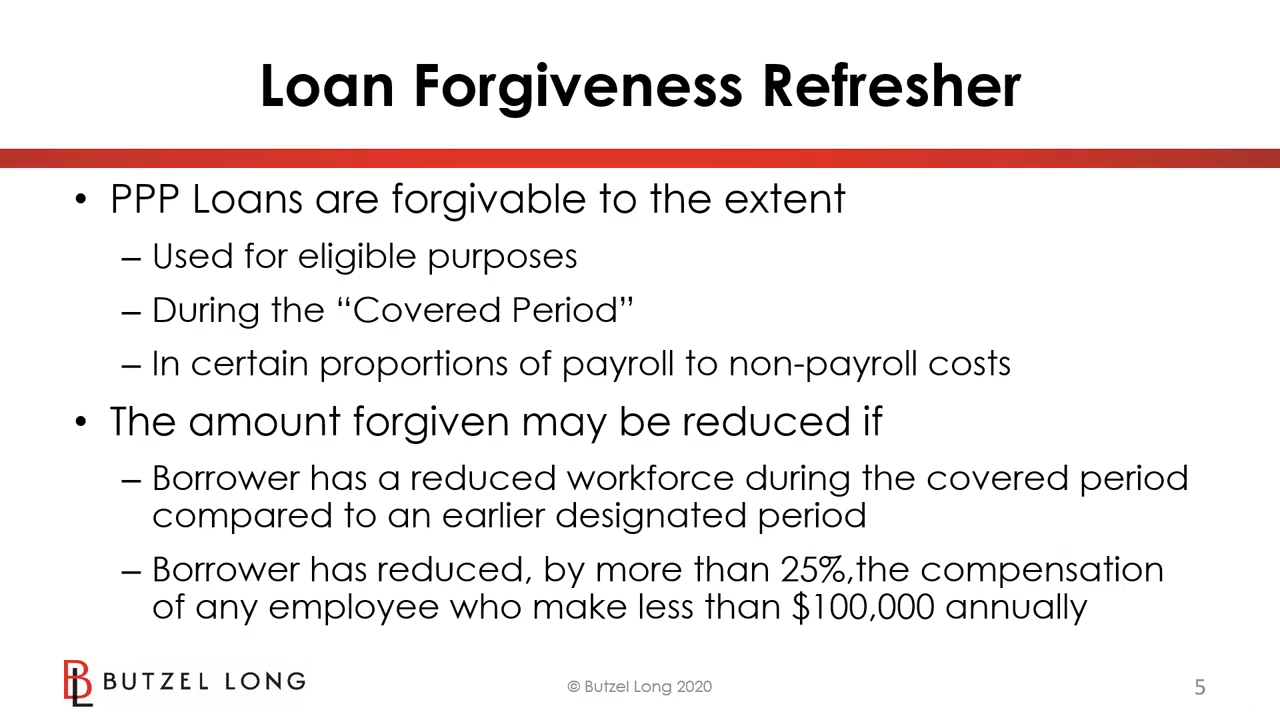 Loan Forgiveness Refresher
• PPP Loans are forgivable to the extent
– Used for eligible purposes
– During the “Covered Period”
– In certain proportions of payroll to non-payroll costs
• The amount forgiven may be reduced if
– Borrower has a reduced workforce during the covered period
compared to an earlier designated period
– Borrower has reduced, by more than 25%,the compensation
of any employee who make less than $100,000 annually
BL BUTZEL LONG
© Butzel Long 2020
5